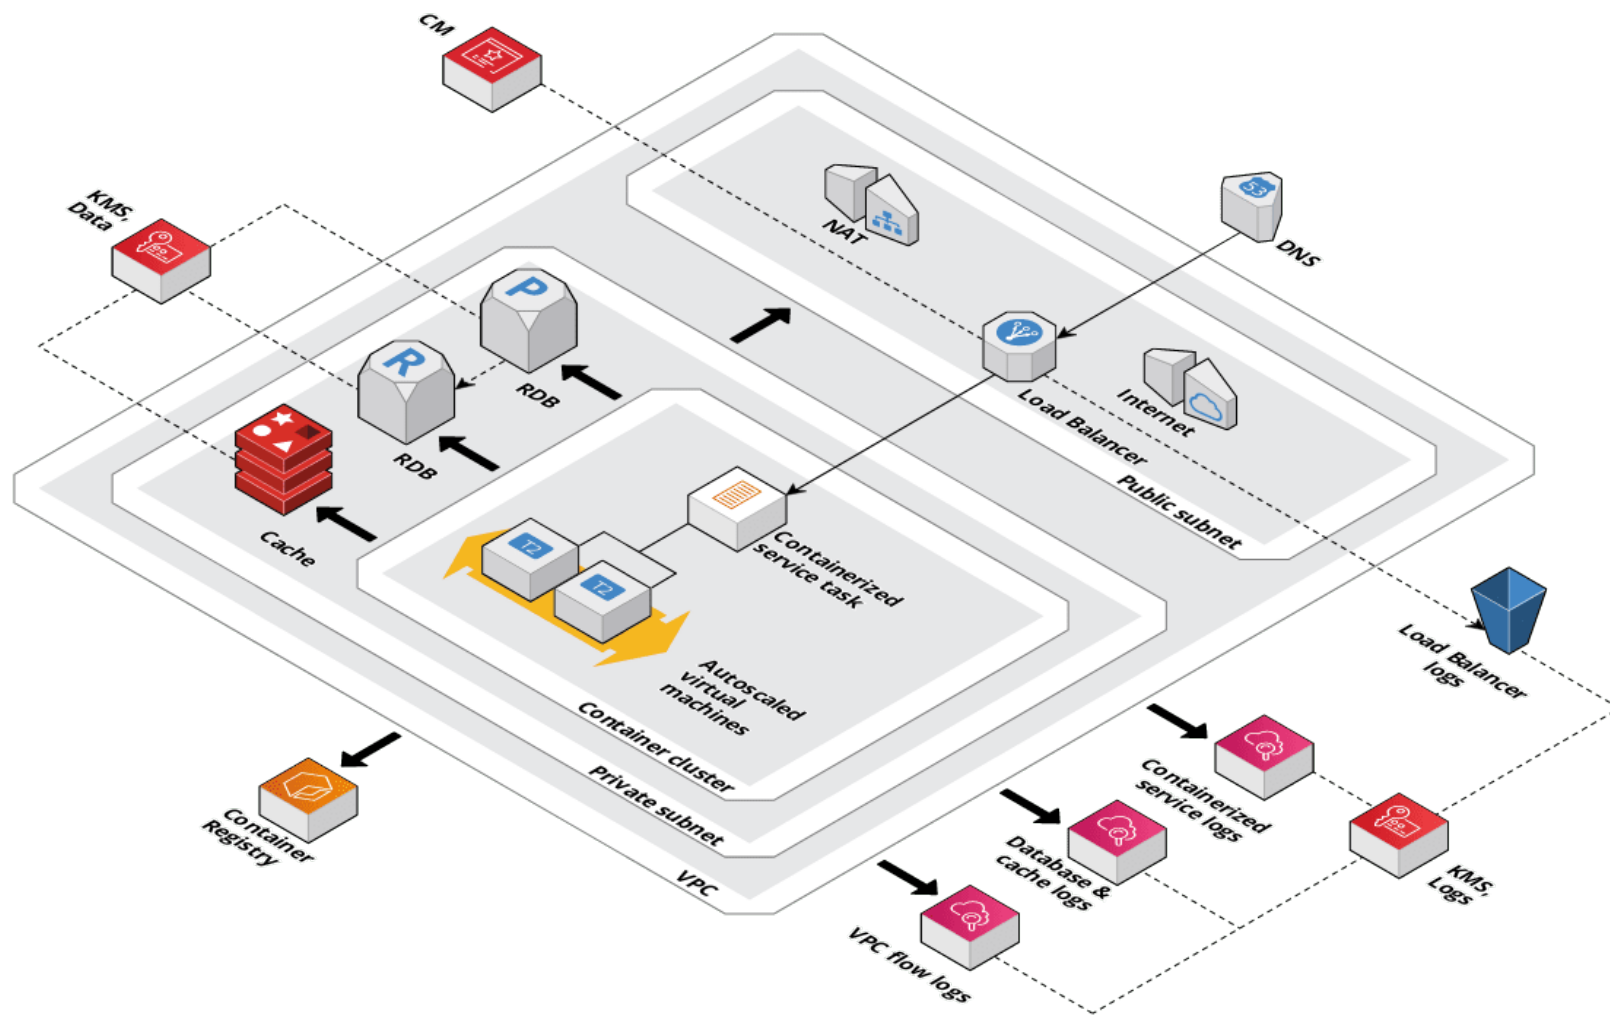 CM
KMS,
Data
NAT
53
DNS
P
RDB
R
RDB
Cache
Load Balancer
Internet
Public subnet
Containerized
service task
T2
T2
Autoscaled
virtual
machines
Container cluster
Private subnet
VPC
Container
Registry
Load Balancer
logs
Containerized
service logs
Database &
cache logs
VPC flow logs
KMS,
Logs